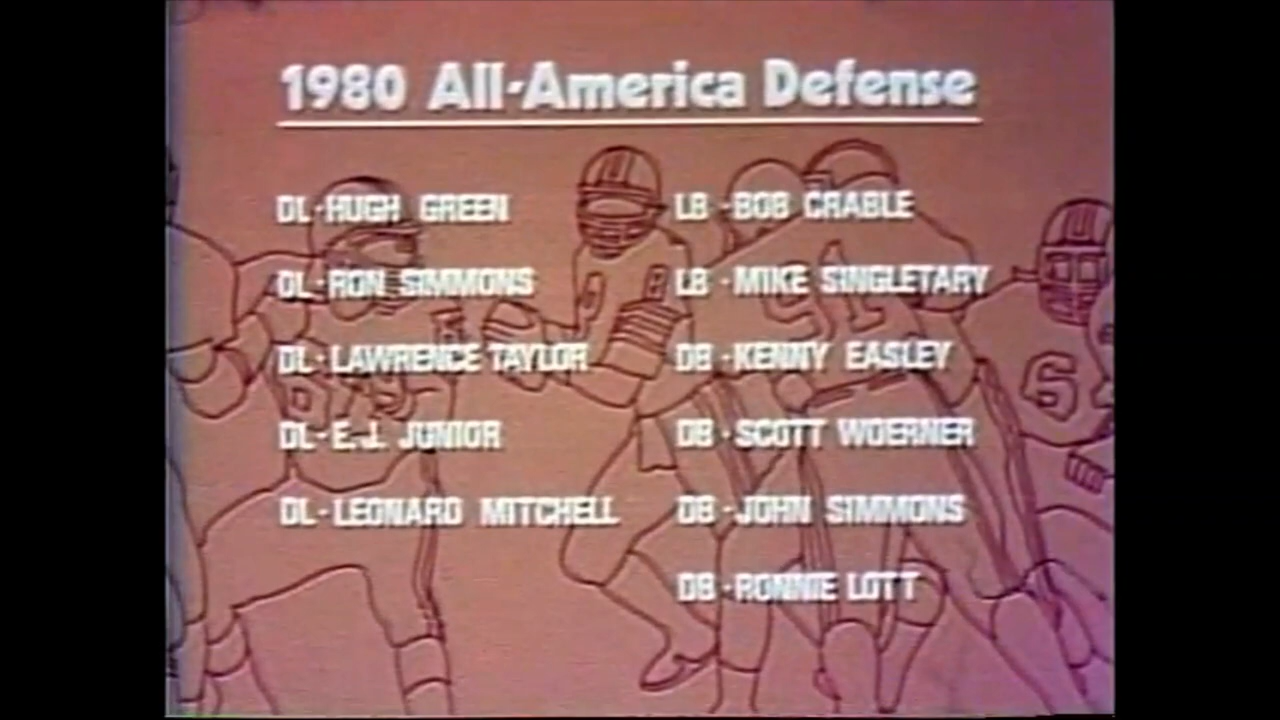 1980 All-America Defense
DL-HUGH GREEN
DL-RON SIMMONS
DL-LAWRENCE TAYLOR
DL-E.J. JUNIOR
DL-LEONARD MITCHELL
LB-BOB CRABLE
LB-MIKE SINGLETARY
DB-KENNY EASLEY
DB-SCOTT WOERNER
DB-JOHN SIMMONS
DB-RONNIE LOTT